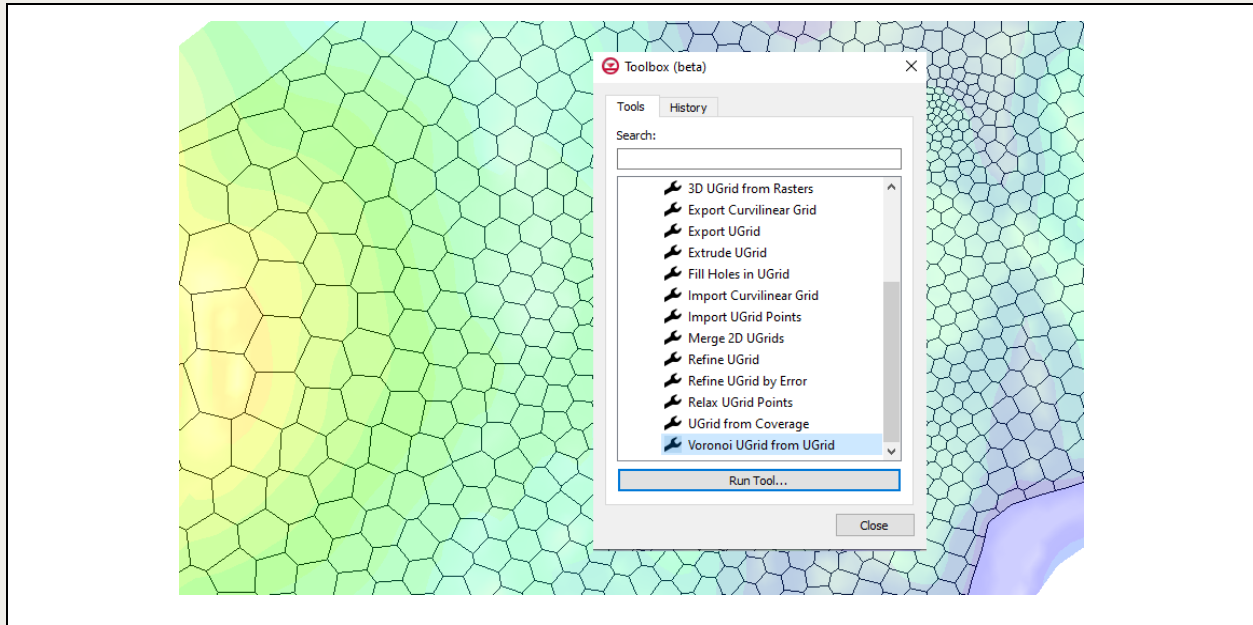 Toolbox (beta)
Tools History
Search:
3D UGrid from Rasters
Export Curvilinear Grid
Export UGrid
Extrude UGrid
Fill Holes in UGrid
Import Curvilinear Grid
Import UGrid Points
Merge 2D UGrids
Refine UGrid
Refine UGrid by Error
Relax UGrid Points
UGrid from Coverage
Voronoi UGrid from UGrid
Run Tool...
Close